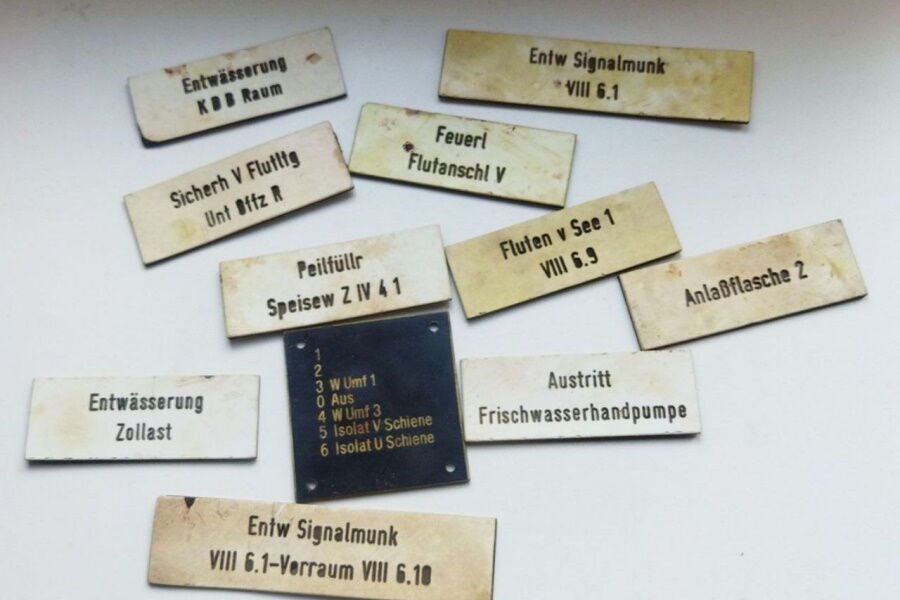 Entwässerung
KBB Raum
Entw Signalmunk
VIII 6.1
Feuerl
Flutanschl V
Sicherh V Flutltg
Unt Offz R
Fluten v See 1
VIII 6.9
Peilfüllr
Speisew Z IV 4 1
Anlaßflasche 2
1
2
3 W Umf 1
0 Aus
4 W Umf 3
5 Isolat V Schiene
6 Isolat U Schiene
Entwässerung
Zollast
Austritt
Frischwasserhandpumpe
Entw Signalmunk
VIII 6.1-Vorraum VIII 6.10